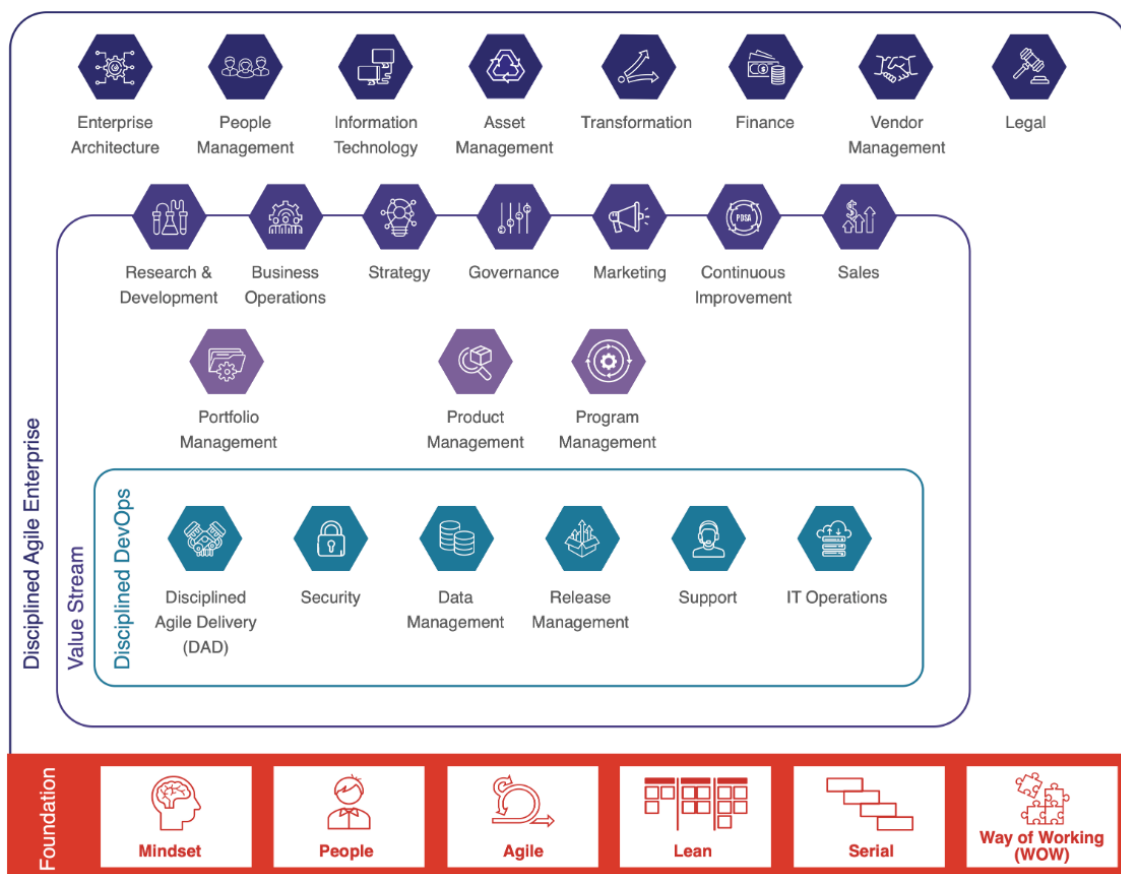 Enterprise
Architecture
People
Management
Information
Technology
Asset
Management
Transformation
Finance
Vendor
Management
Legal
PDSA
Research &
Development
Business
Operations
Strategy
Governance
Marketing
Continuous
Improvement
Sales
Portfolio
Management
Product
Management
Program
Management
Disciplined Agile Enterprise
Value Stream
Disciplined DevOps
Disciplined
Agile Delivery
(DAD)
Security
Data
Management
Release
Management
Support
IT Operations
Foundation
Mindset
People
Agile
Lean
Serial
Way of Working
(WOW)